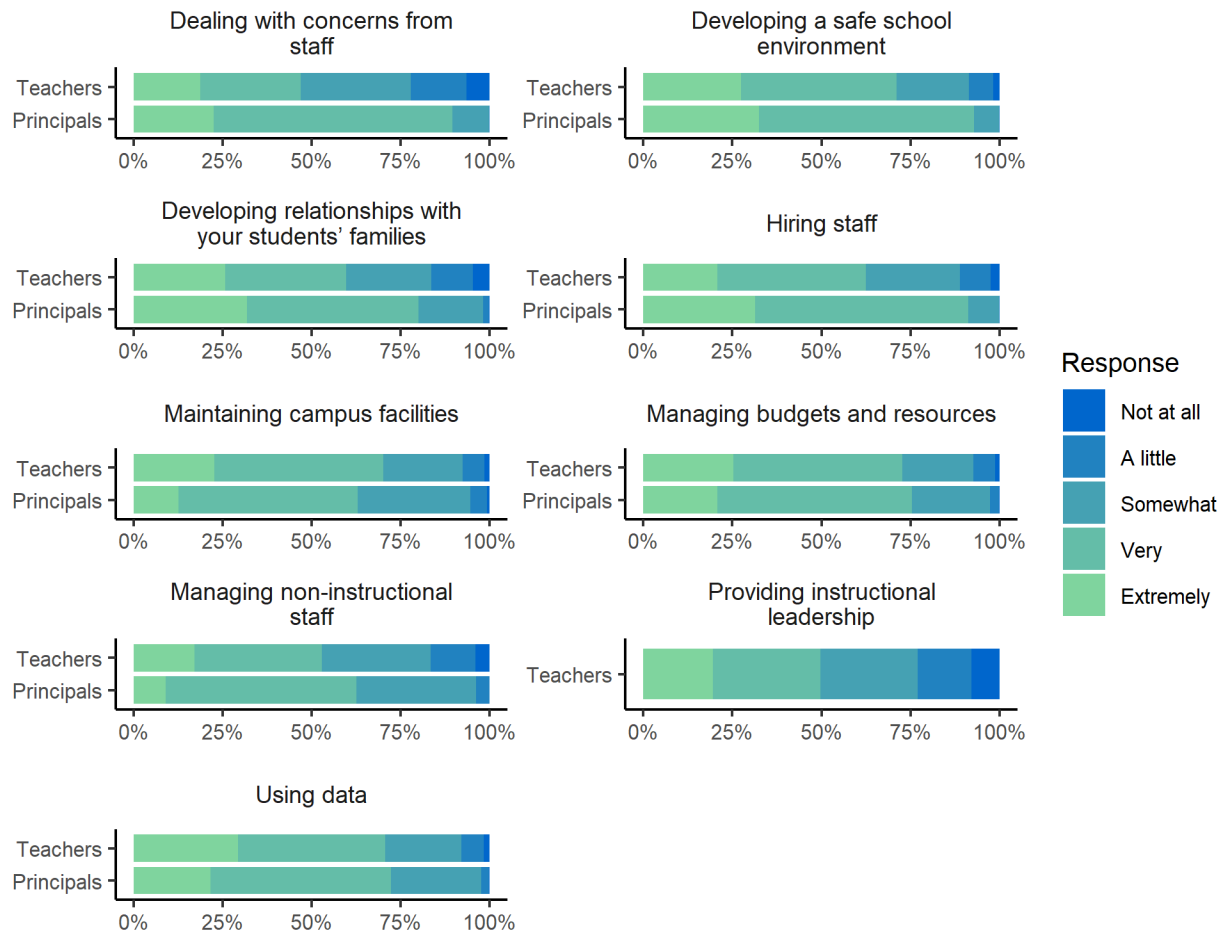 Dealing with concerns from
staff
Teachers
Principals
0% 25% 50% 75% 100%
Developing a safe school
environment
Teachers
Principals
0% 25% 50% 75% 100%
Developing relationships with
your students’ families
Teachers
Principals
0% 25% 50% 75% 100%
Hiring staff
Teachers
Principals
0% 25% 50% 75% 100%
Maintaining campus facilities
Teachers
Principals
0% 25% 50% 75% 100%
Managing budgets and resources
Teachers
Principals
0% 25% 50% 75% 100%
Managing non-instructional
staff
Teachers
Principals
0% 25% 50% 75% 100%
Providing instructional
leadership
Teachers
0% 25% 50% 75% 100%
Using data
Teachers
Principals
0% 25% 50% 75% 100%
Response
Not at all
A little
Somewhat
Very
Extremely